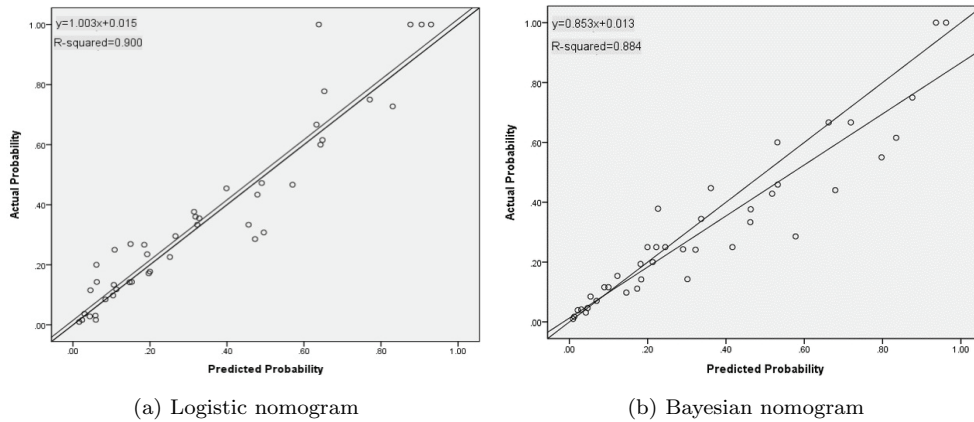 y=1.003x+0.015
R-squared=0.900
1.00
.80
.60
.40
.20
.00
Actual Probability
.00 .20 .40 .60 .80 1.00
Predicted Probability
(a) Logistic nomogram
y=0.853x+0.013
R-squared=0.884
1.00
.80
.60
.40
.20
.00
Actual Probability
.00 .20 .40 .60 .80 1.00
Predicted Probability
(b) Bayesian nomogram